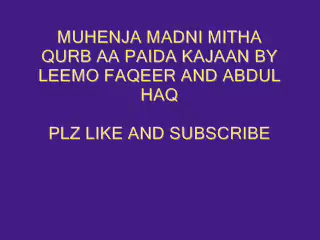 MUHENJA MADNI MITHA
QURB AA PAIDA KAJAAN BY
LEEMO FAQEER AND ABDUL
HAQ
PLZ LIKE AND SUBSCRIBE